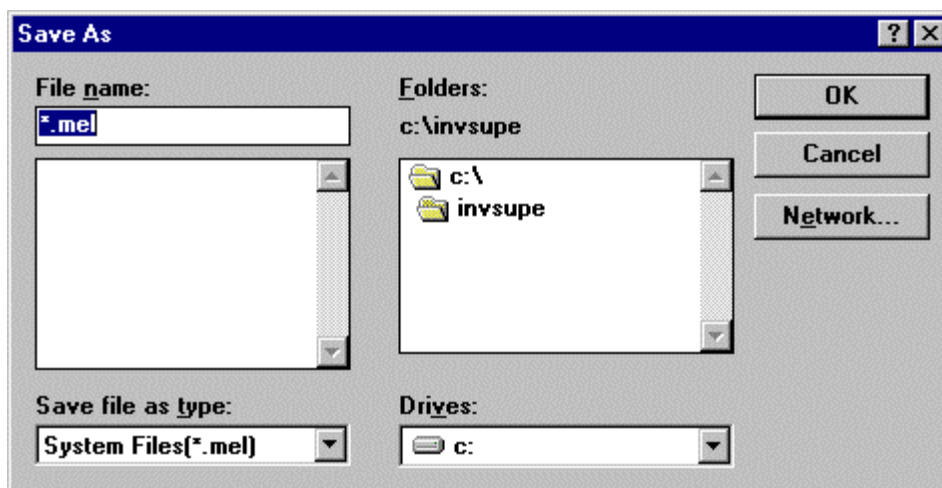 Save As
File name:
*.mel
Folders:
c:\invsupe
c:\
invsupe
OK
Cancel
Network...
Save file as type:
System Files(*.mel)
Drives:
c: